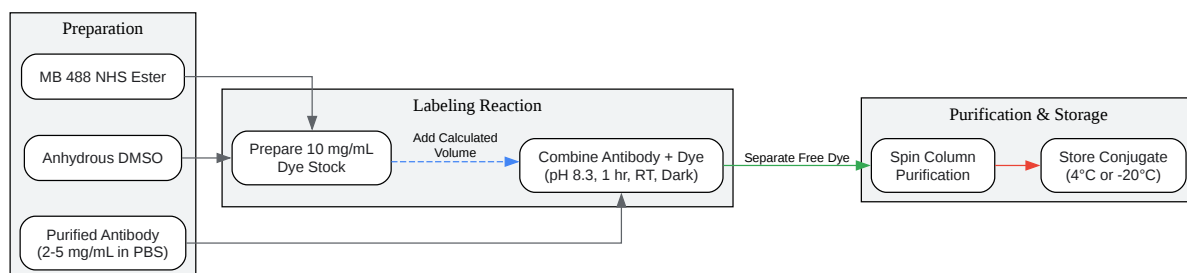 Preparation
MB 488 NHS Ester
Anhydrous DMSO
Purified Antibody
(2-5 mg/mL in PBS)
Labeling Reaction
Prepare 10 mg/mL
Dye Stock
Add Calculated
Volume
Combine Antibody + Dye
(pH 8.3, 1 hr, RT, Dark)
Separate Free Dye
Purification & Storage
Spin Column
Purification
Store Conjugate
(4°C or -20°C)